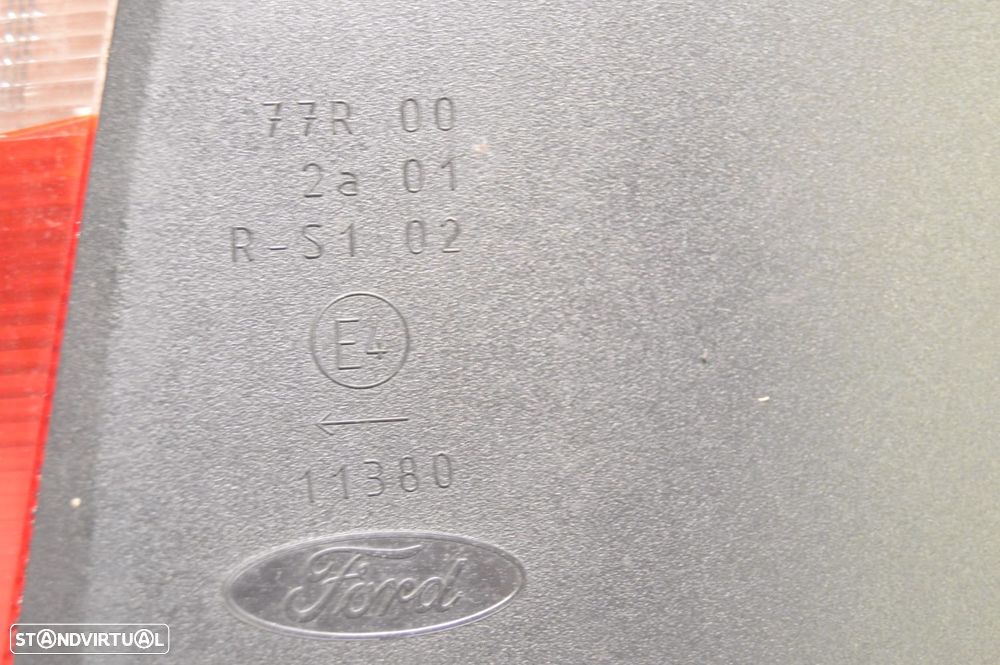 77R 00
2a 01
R-S1 02
E4
11380
Ford
STANDVIRTUAL